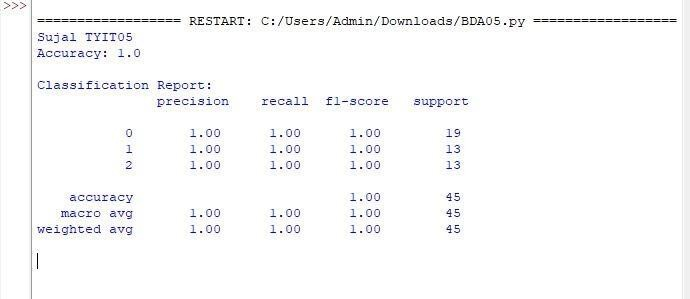 >>>
=================== RESTART: C:/Users/Admin/Downloads/BDA05.py ===================
Sujal TYIT05
Accuracy: 1.0
Classification Report:
precision recall f1-score support
0 1.00 1.00 1.00 19
1 1.00 1.00 1.00 13
2 1.00 1.00 1.00 13
accuracy 1.00 45
macro avg 1.00 1.00 1.00 45
weighted avg 1.00 1.00 1.00 45